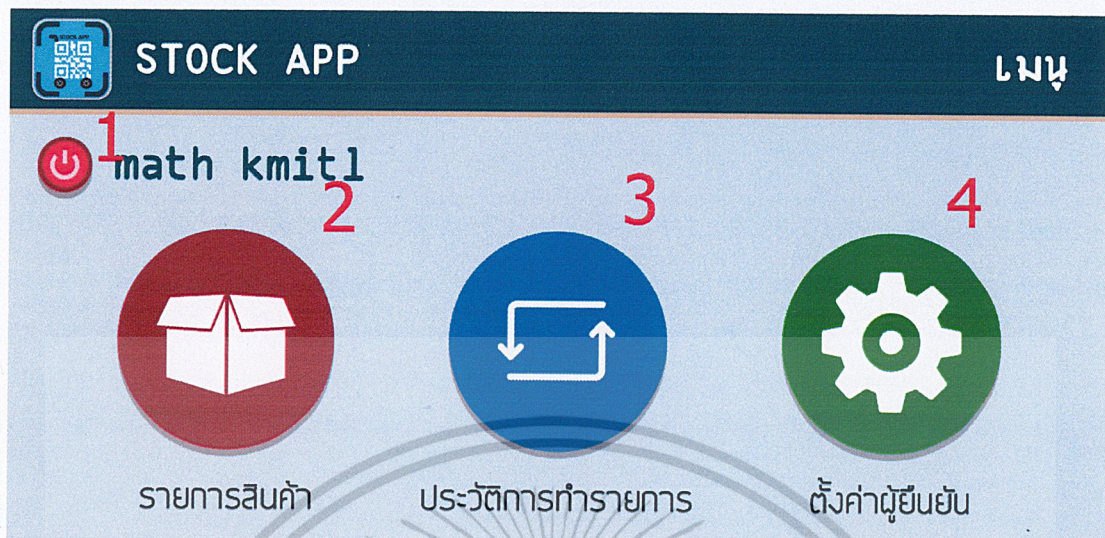 STOCK APP
เมนู
1
math kmitl
2
3
4
รายการสินค้า
ประวัติการทำรายการ
ตั้งค่าผู้ยืนยัน